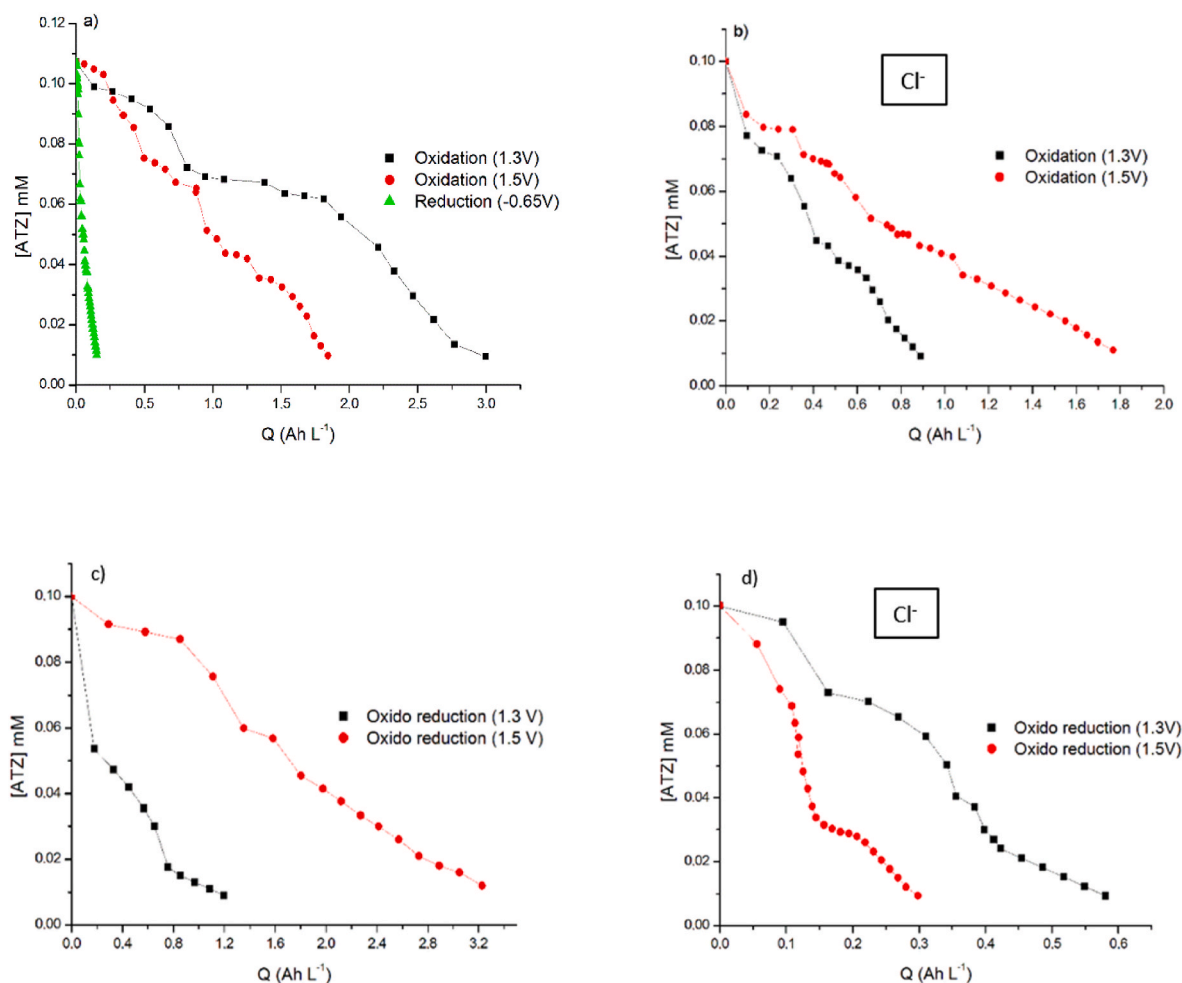 a)
0.12
0.10
0.08
0.06
0.04
0.02
0.00
[ATZ] mM
Oxidation (1.3V)
Oxidation (1.5V)
Reduction (-0.65V)
0.0 0.5 1.0 1.5 2.0 2.5 3.0
Q (Ah L⁻¹)
b)
Cl⁻
0.10
0.08
0.06
0.04
0.02
0.00
[ATZ] mM
Oxidation (1.3V)
Oxidation (1.5V)
0.0 0.2 0.4 0.6 0.8 1.0 1.2 1.4 1.6 1.8 2.0
Q (Ah L⁻¹)
c)
0.10
0.08
0.06
0.04
0.02
0.00
[ATZ] mM
Oxido reduction (1.3 V)
Oxido reduction (1.5 V)
0.0 0.4 0.8 1.2 1.6 2.0 2.4 2.8 3.2
Q (Ah L⁻¹)
d)
Cl⁻
0.10
0.08
0.06
0.04
0.02
0.00
[ATZ] mM
Oxido reduction (1.3V)
Oxido reduction (1.5V)
0.0 0.1 0.2 0.3 0.4 0.5 0.6
Q (Ah L⁻¹)